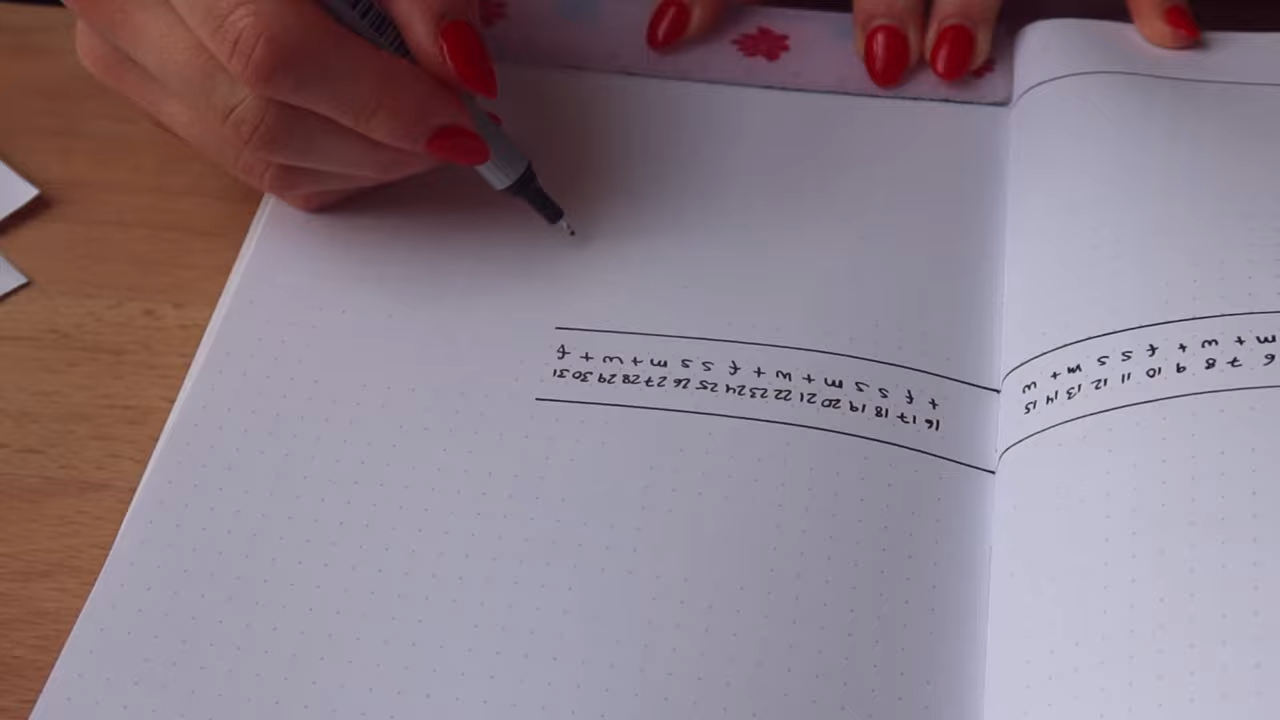 6 7 8 9 10 11 12 13 14 15
m t w t f s s m t w
16 17 18 19 20 21 22 23 24 25 26 27 28 29 30 31
t f s s m t w t f s s m t w t f